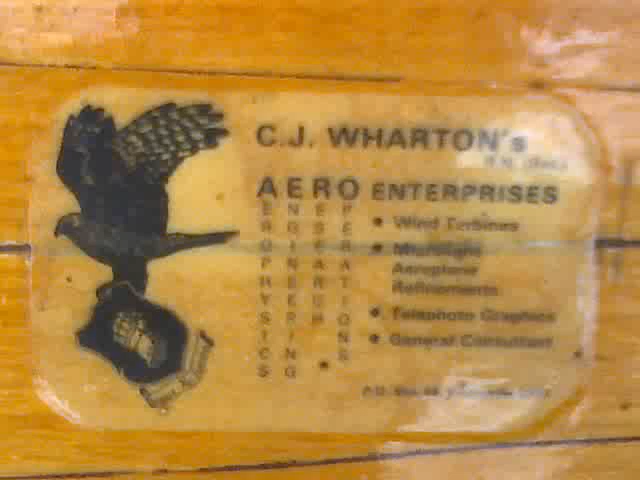 C.J. WHARTON's
AERO ENTERPRISES
AEROPHYSICS
ENGINEERING
RESEARCH
OPERATIONS
• Wind Turbines
• Microlight
Aeroplane
Refinements
• Telephoto Graphics
• General Consultant